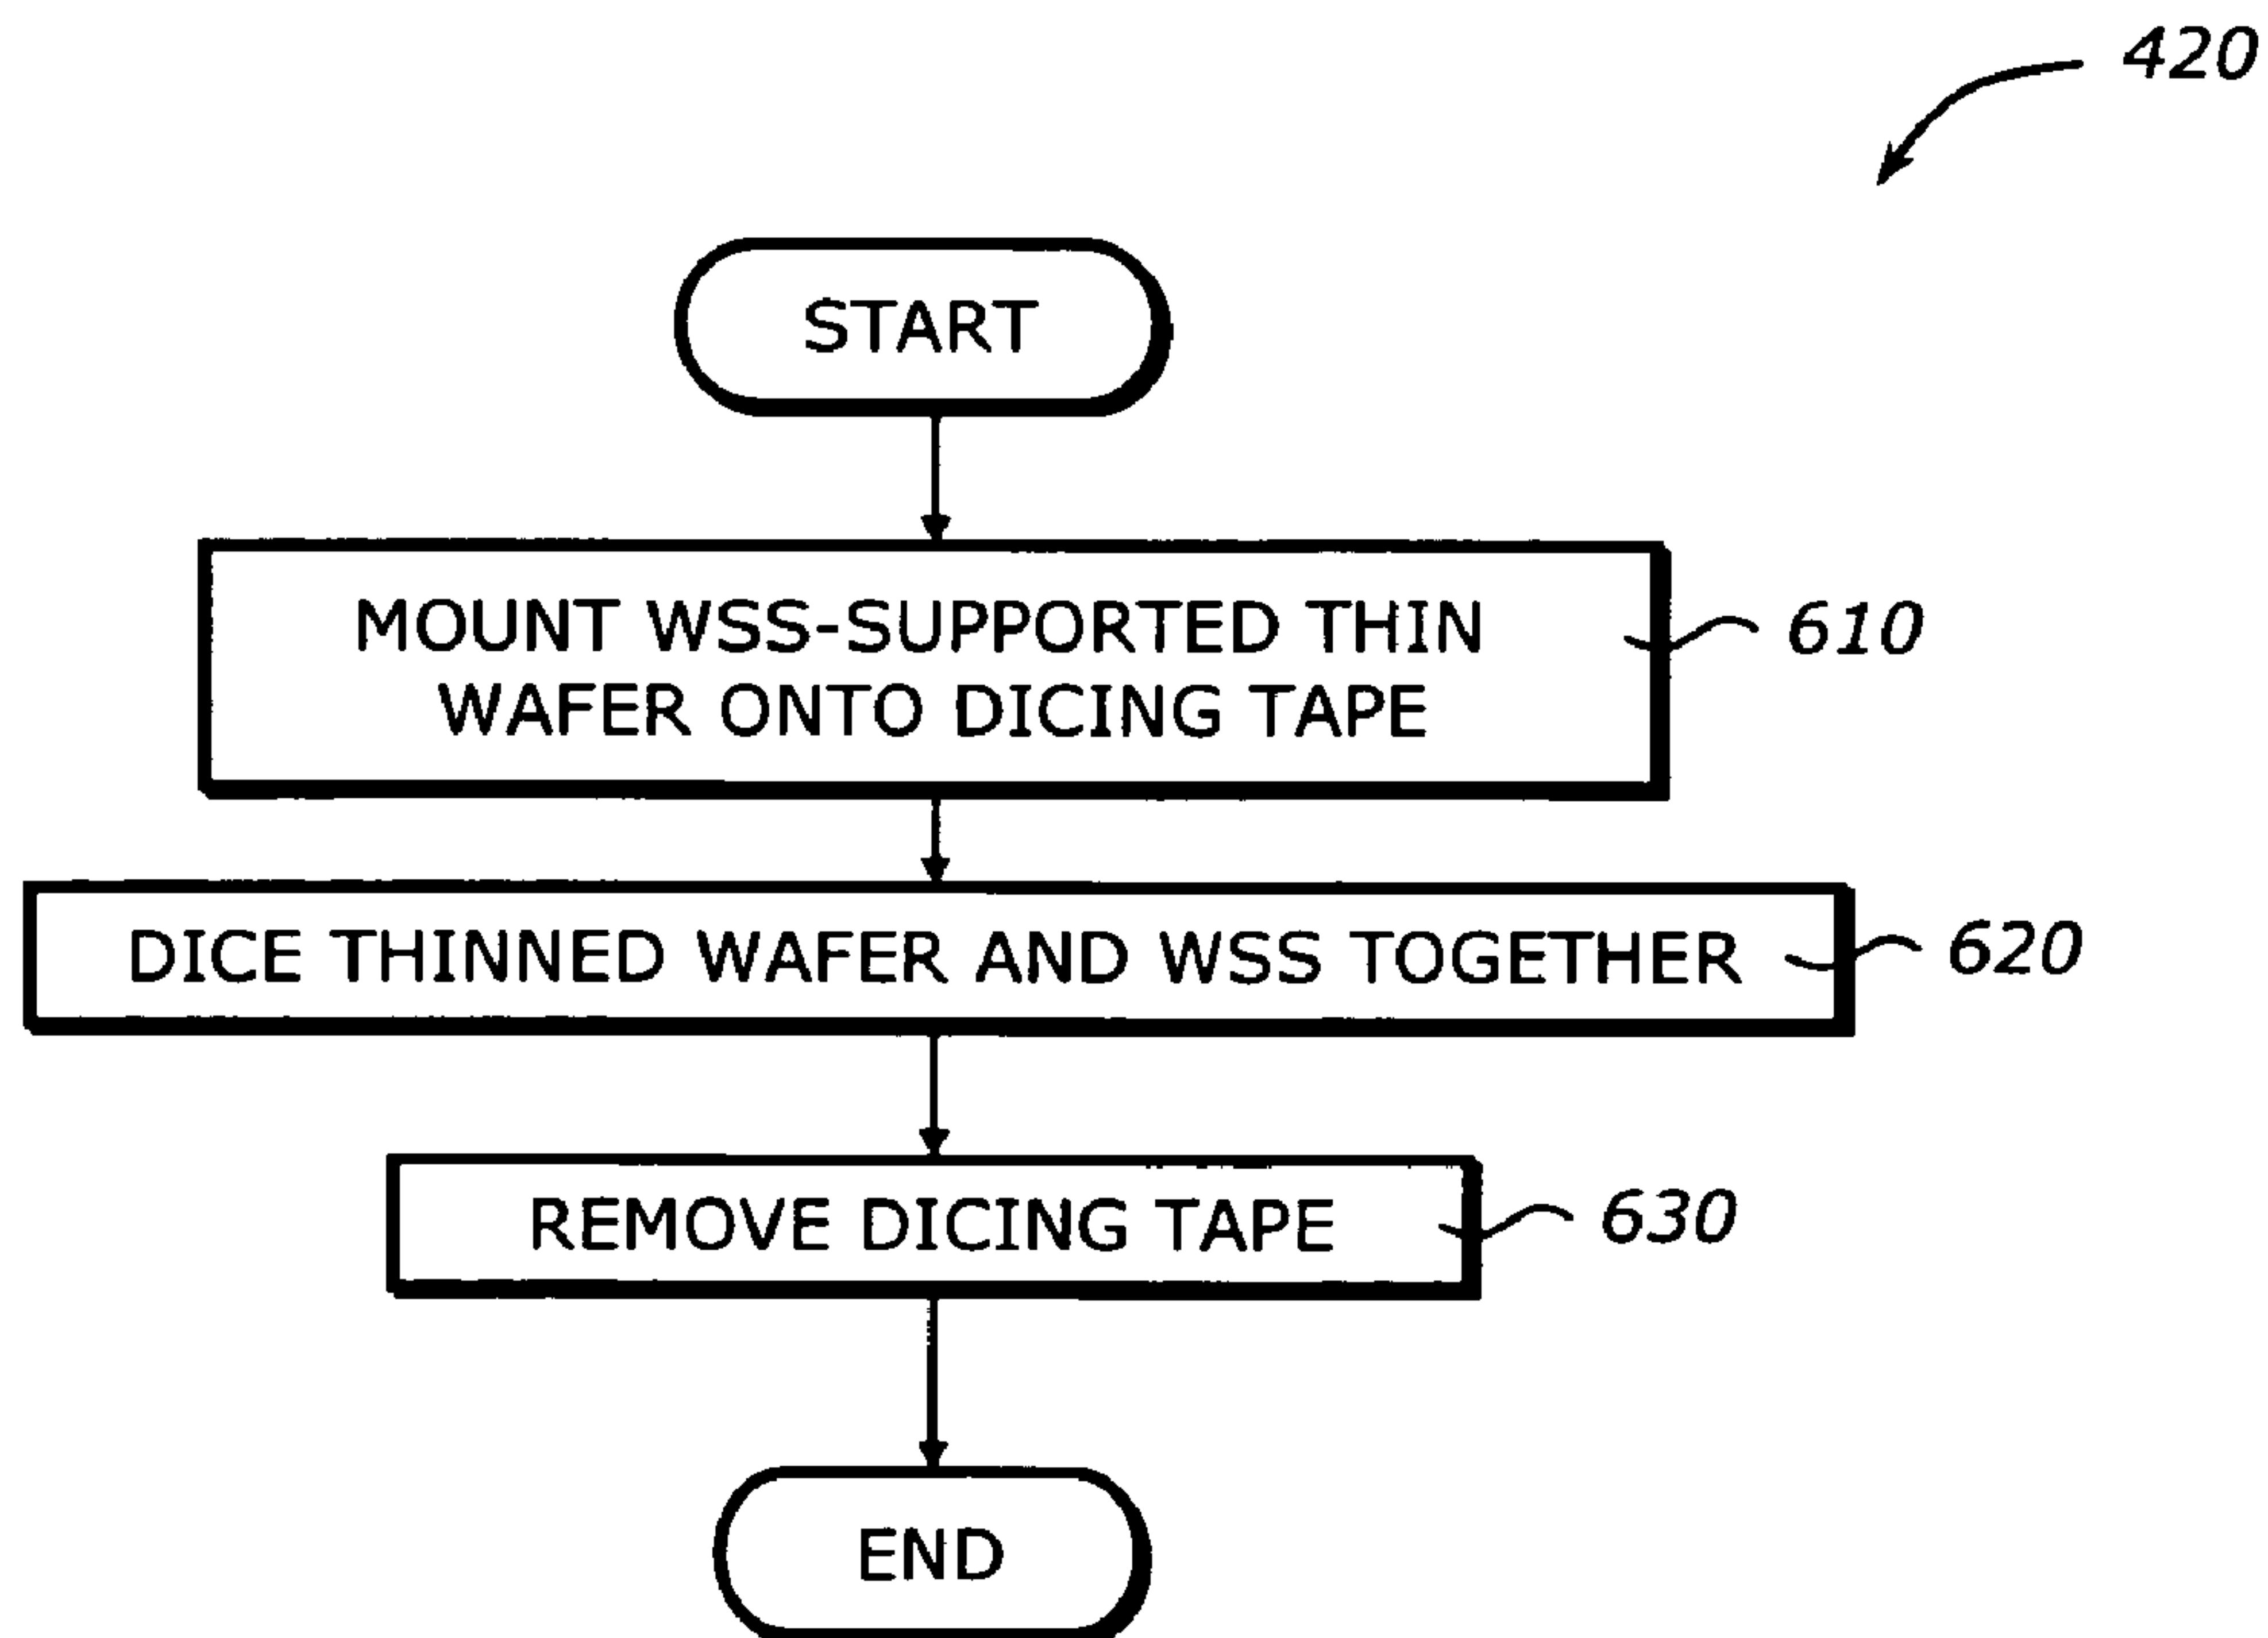 420
START
MOUNT WSS-SUPPORTED THIN
WAFER ONTO DICING TAPE
610
DICE THINNED WAFER AND WSS TOGETHER
620
REMOVE DICING TAPE
630
END